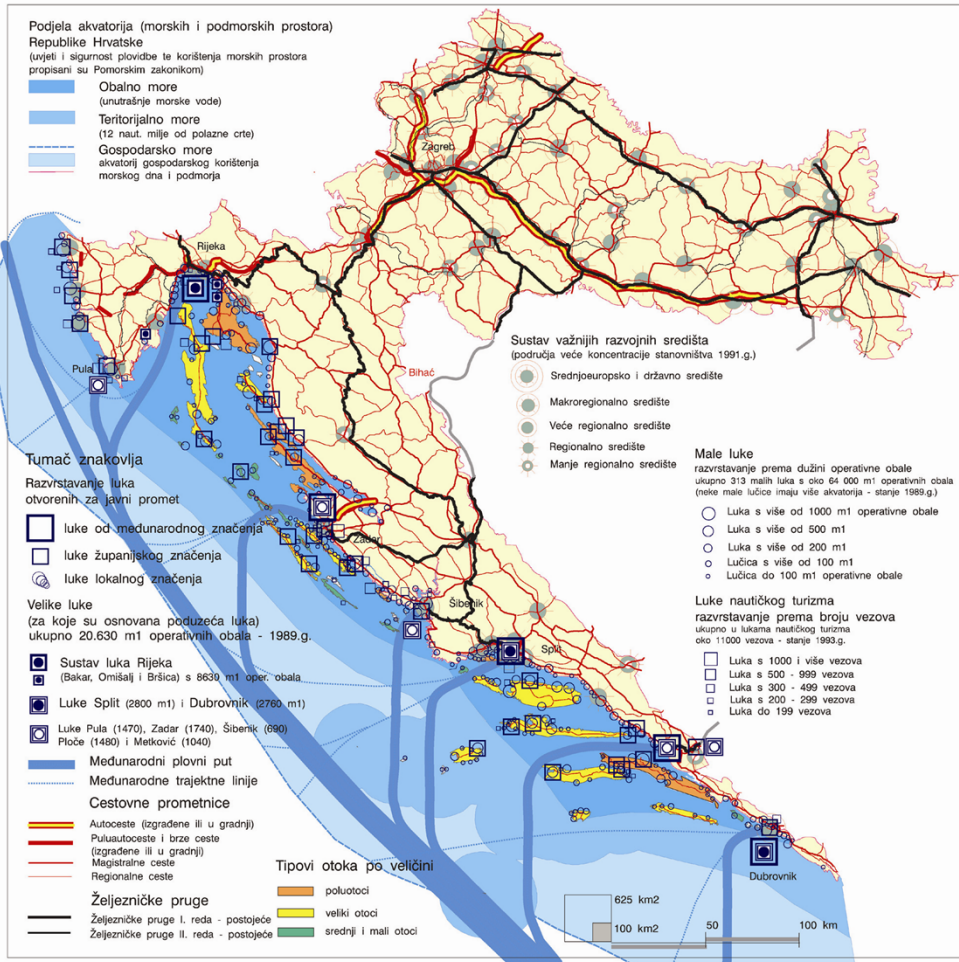 Podjela akvatorija (morskih i podmorskih prostora)
Republike Hrvatske
(uvjeti i sigurnost plovidbe te korištenja morskih prostora
propisani su Pomorskim zakonikom)
Obalno more
(unutrašnje morske vode)
Teritorijalno more
(12 naut. milje od polazne crte)
Gospodarsko more
akvatorij gospodarskog korištenja
morskog dna i podmorja
Zagreb
Rijeka
Pula
Bihać
Zadar
Šibenik
Split
Dubrovnik
Sustav važnijih razvojnih središta
(područja veće koncentracije stanovništva 1991.g.)
Srednjoeuropsko i državno središte
Makroregionalno središte
Veće regionalno središte
Regionalno središte
Manje regionalno središte
Male luke
razvrstavanje prema dužini operativne obale
ukupno 313 malih luka s oko 64 000 m1 operativnih obala
(neke male lučice imaju više akvatorija - stanje 1989.g.)
Luka s više od 1000 m1 operativne obale
Luka s više od 500 m1
Luka s više od 200 m1
Lučica s više od 100 m1
Lučica do 100 m1 operativne obale
Luke nautičkog turizma
razvrstavanje prema broju vezova
ukupno u lukama nautičkog turizma
oko 11000 vezova - stanje 1993.g.
Luka s 1000 i više vezova
Luka s 500 - 999 vezova
Luka s 300 - 499 vezova
Luka s 200 - 299 vezova
Luka do 199 vezova
Tumač znakovlja
Razvrstavanje luka
otvorenih za javni promet
luke od međunarodnog značenja
luke županijskog značenja
luke lokalnog značenja
Velike luke
(za koje su osnovana poduzeća luka)
ukupno 20.630 m1 operativnih obala - 1989.g.
Sustav luka Rijeka
(Bakar, Omišalj i Bršica) s 8639 m1 oper. obala
Luke Split (2800 m1) i Dubrovnik (2760 m1)
Luke Pula (1470), Zadar (1740), Šibenik (690)
Ploče (1480) i Metković (1040)
Međunarodni plovni put
Međunarodne trajektne linije
Cestovne prometnice
Autoceste (izgrađene ili u gradnji)
Puluautoceste i brze ceste
(izgrađene ili u gradnji)
Magistralne ceste
Regionalne ceste
Željezničke pruge
Željezničke pruge I. reda - postojeće
Željezničke pruge II. reda - postojeće
Tipovi otoka po veličini
poluotoci
veliki otoci
srednji i mali otoci
625 km2
100 km2
50
100 km